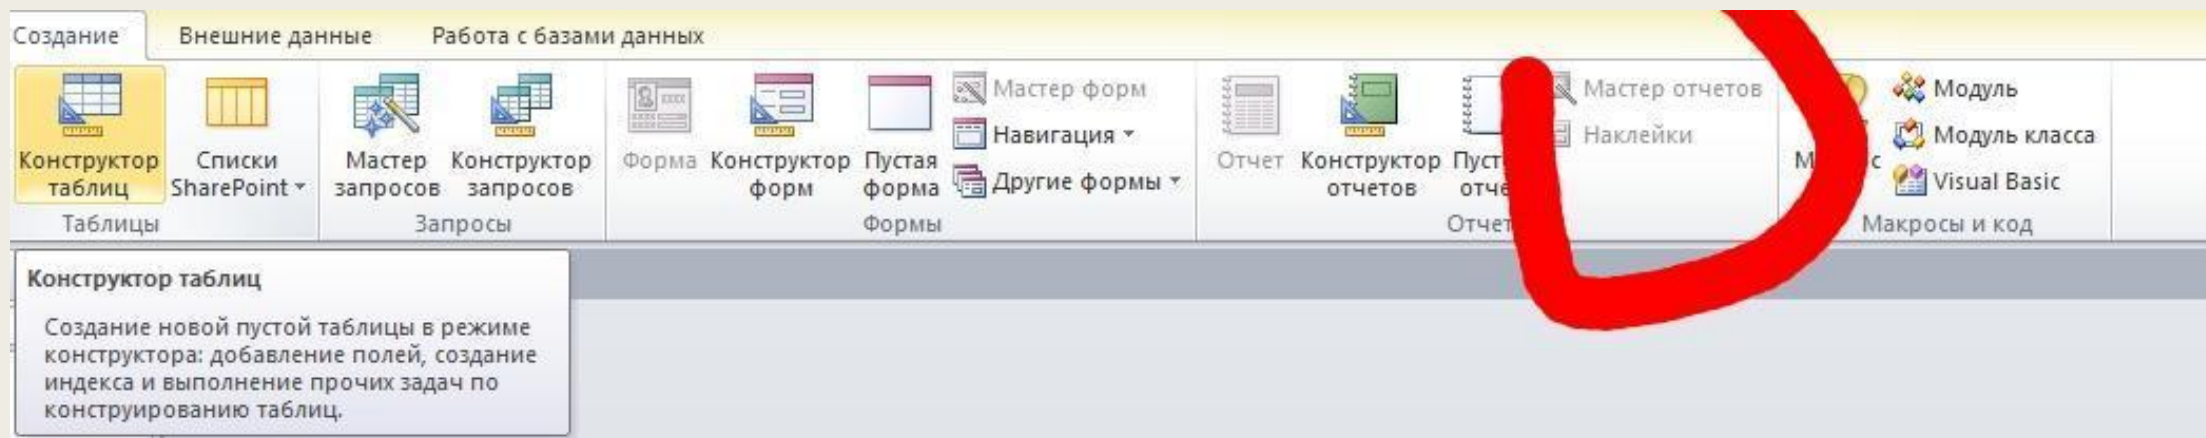 Создание Внешние данные Работа с базами данных
Мастер форм Мастер отчетов Модуль
Навигация Наклейки Модуль класса
Конструктор таблиц
Списки SharePoint
Мастер запросов
Конструктор запросов
Форма
Конструктор форм
Пустая форма
Другие формы
Отчет
Конструктор отчетов
Visual Basic
Таблицы Запросы Формы Макросы и код
Конструктор таблиц
Создание новой пустой таблицы в режиме
конструктора: добавление полей, создание
индекса и выполнение прочих задач по
конструированию таблиц.